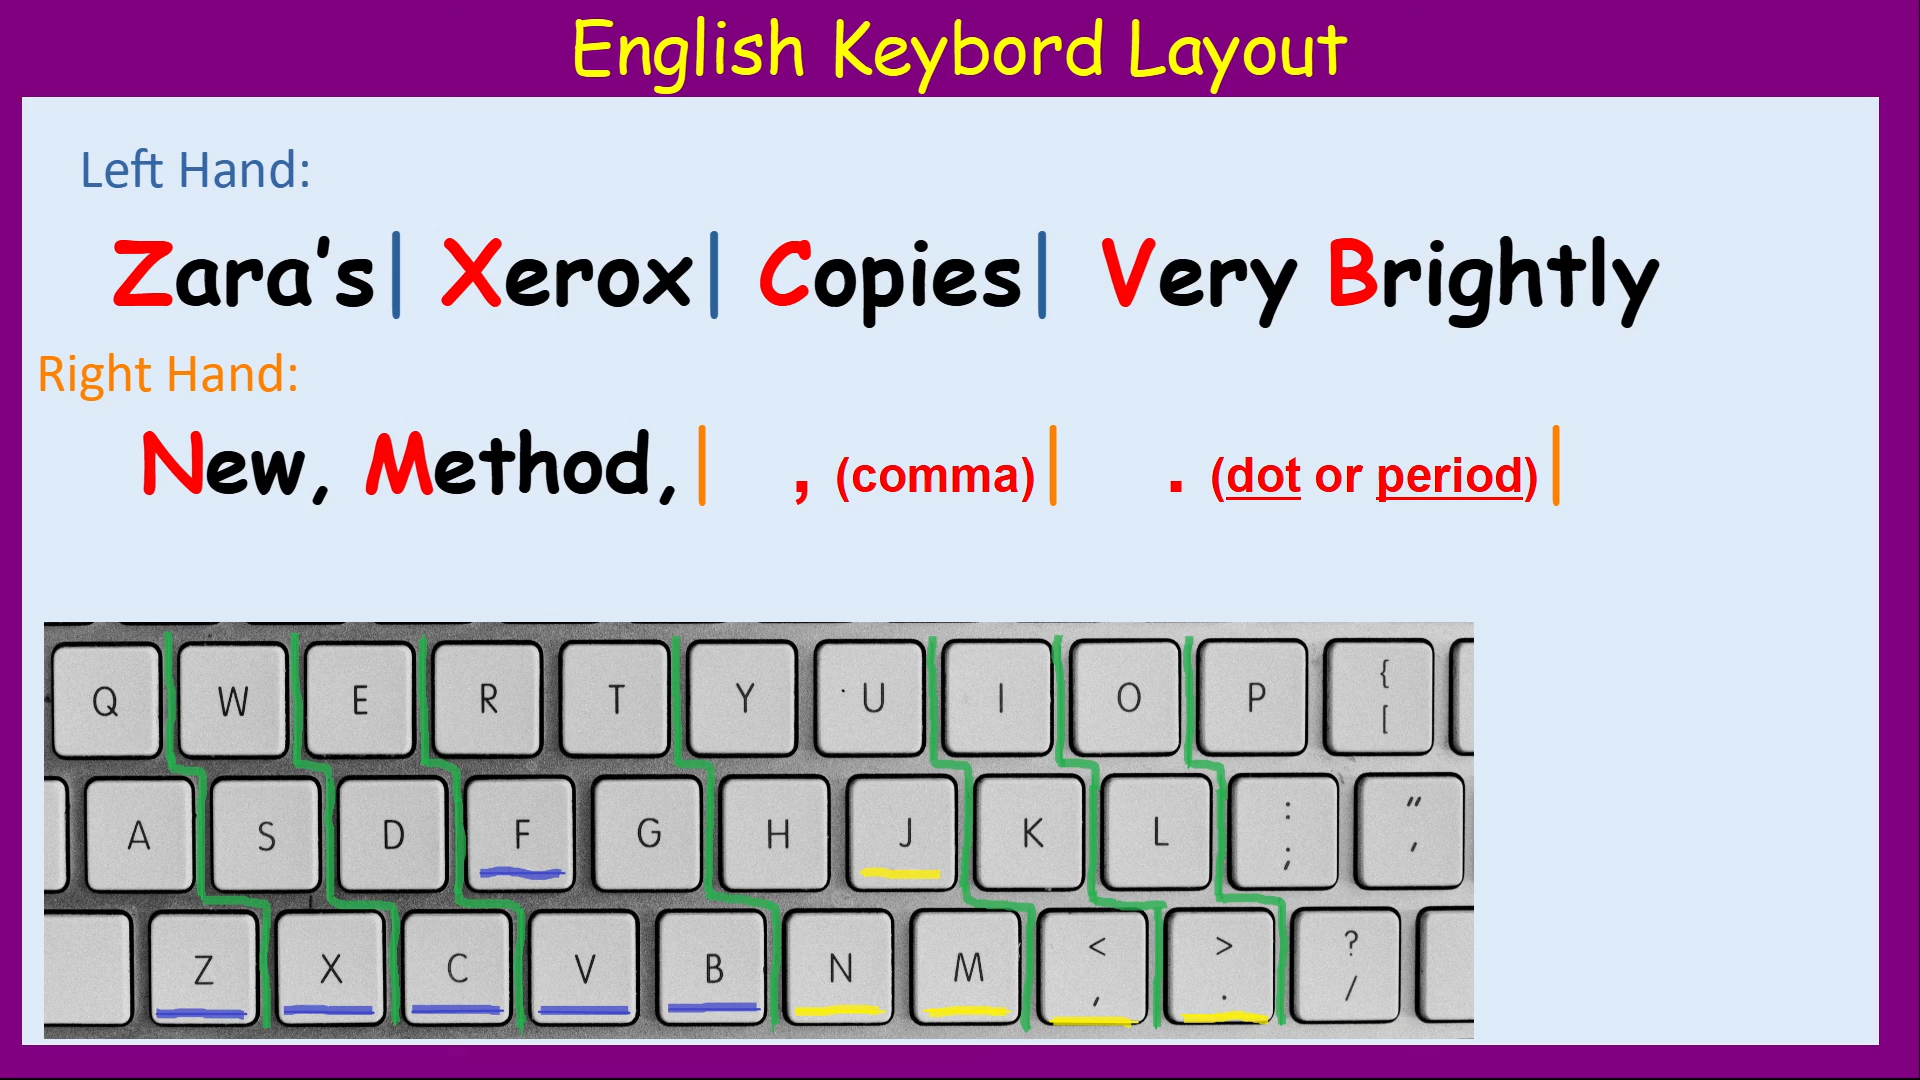 English Keybord Layout
Left Hand:
Zara's| Xerox| Copies| Very Brightly
Right Hand:
New, Method,| , (comma)| . (dot or period)|
Q W E R T Y U I O P { [
A S D F G H J K L : ; " '
Z X C V B N M < , > . ? /